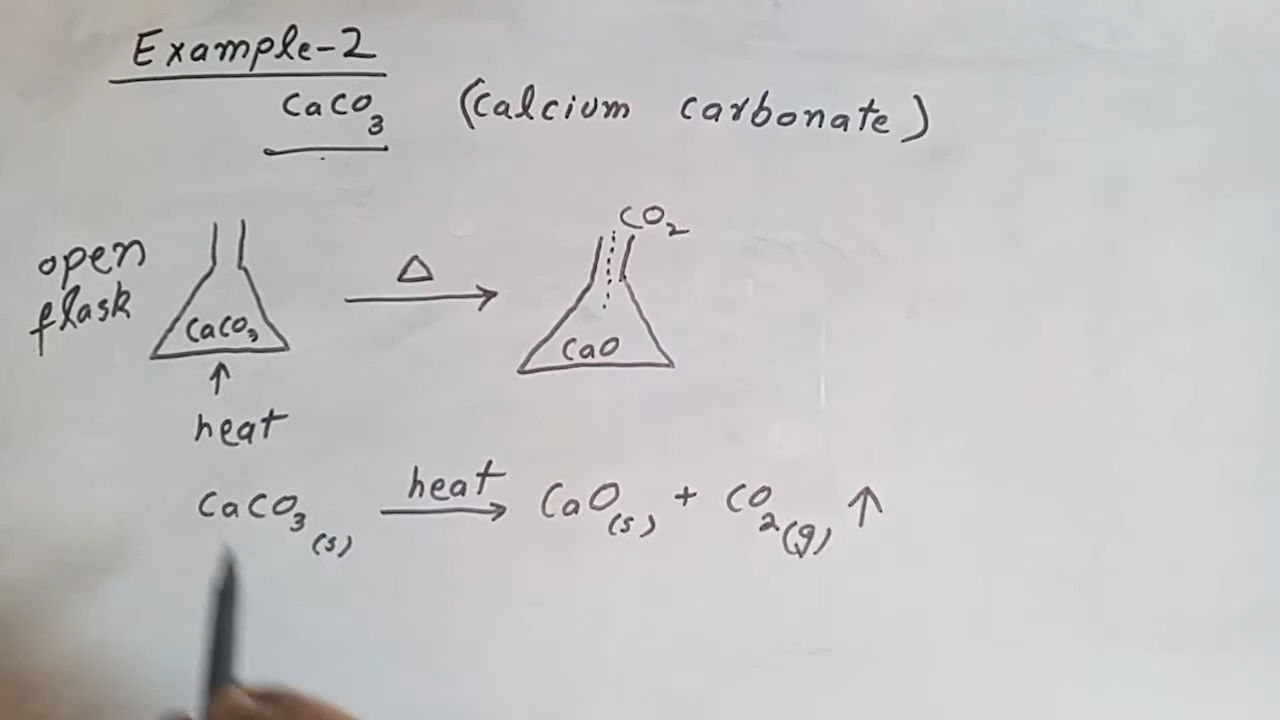 Example-2
CaCO3 (Calcium carbonate)
CO2
open
flask
Δ
CaCO3
CaO
heat
CaCO3(s) heat → CaO(s) + CO2(g) ↑